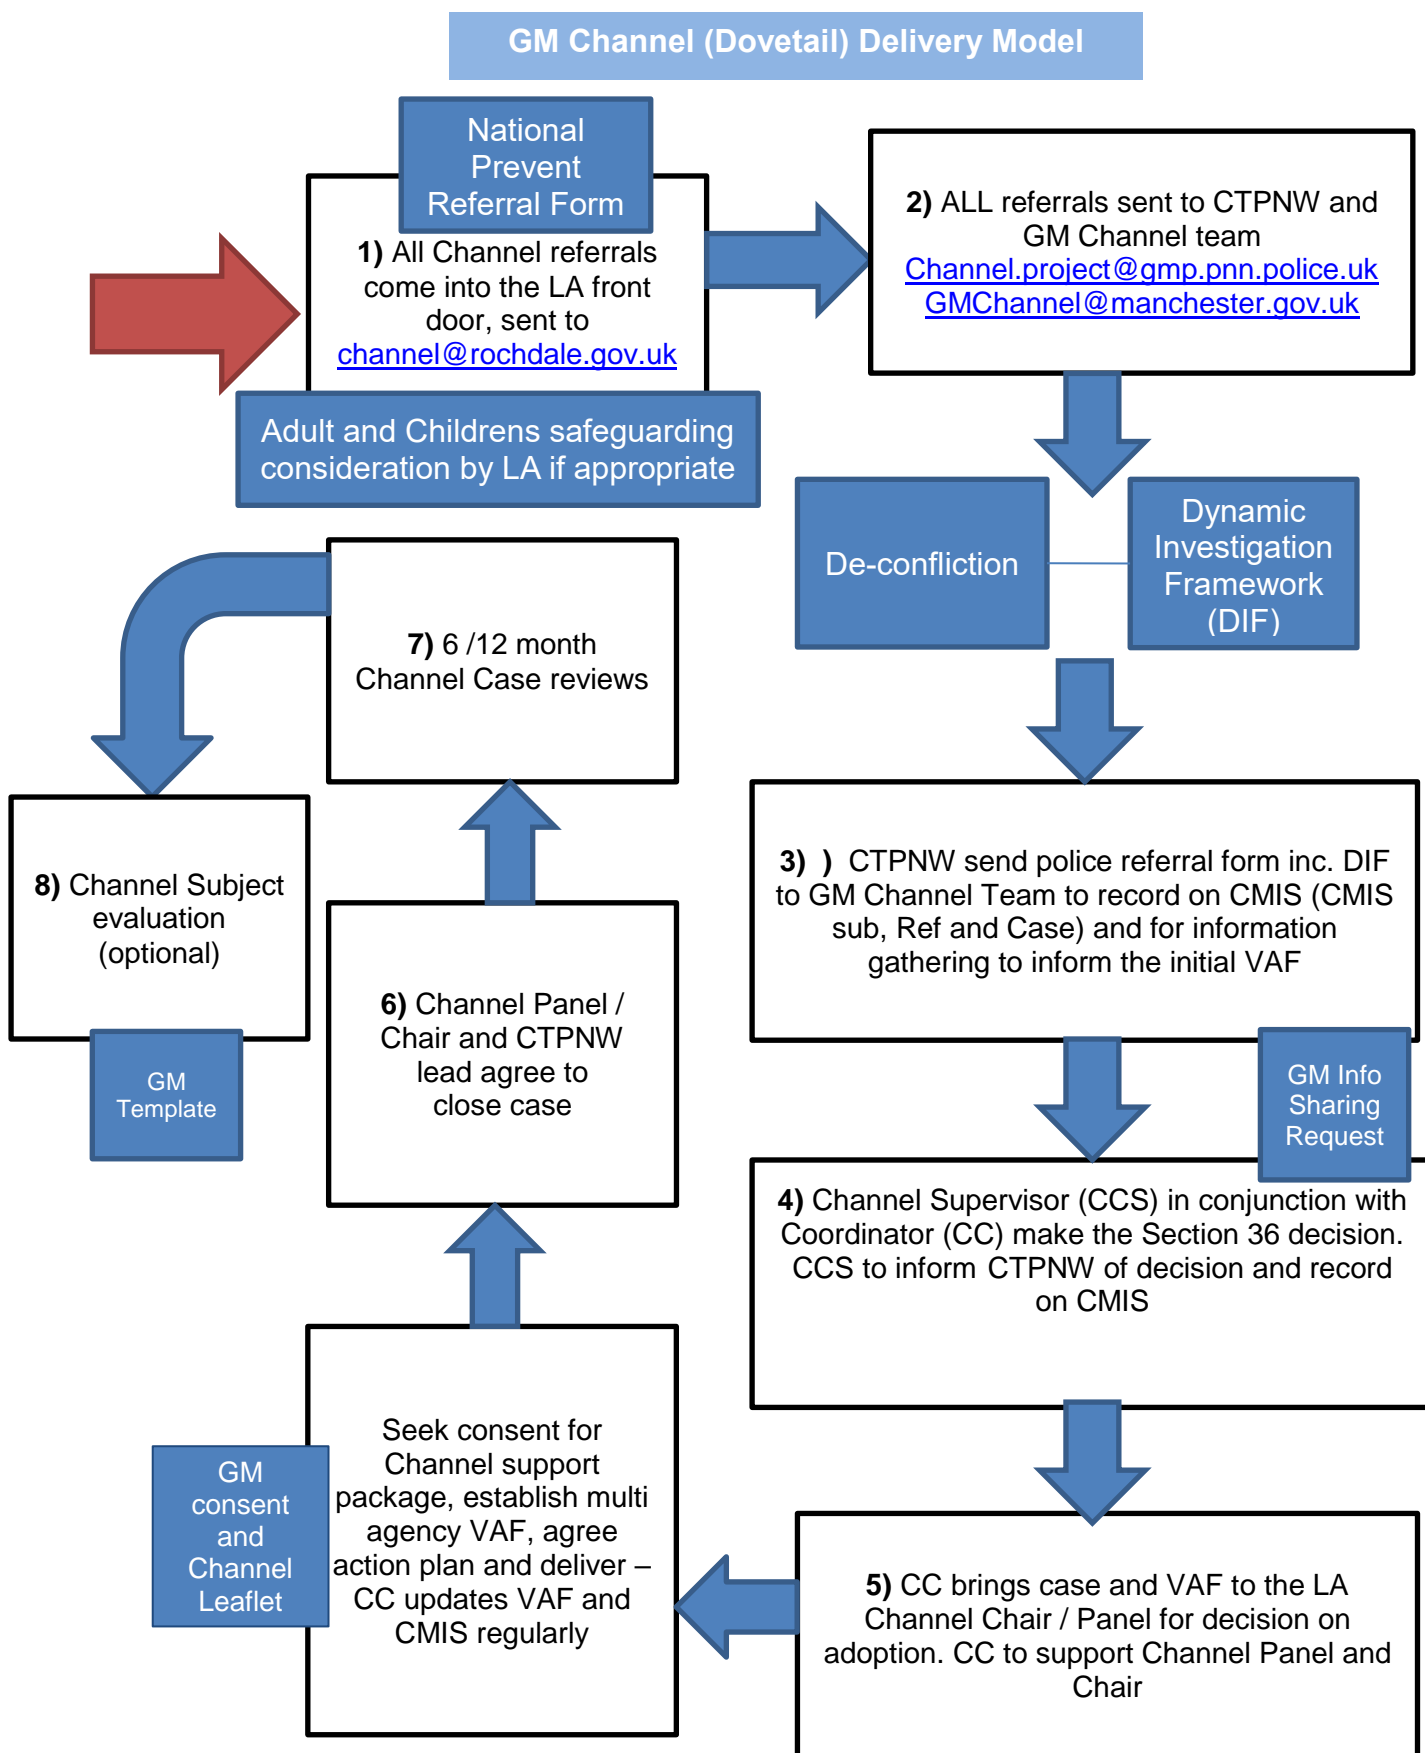 GM Channel (Dovetail) Delivery Model
National
Prevent
Referral Form
1) All Channel referrals
come into the LA front
door, sent to
channel@rochdale.gov.uk
Adult and Childrens safeguarding
consideration by LA if appropriate
2) ALL referrals sent to CTPNW and
GM Channel team
Channel.project@gmp.pnn.police.uk
GMChannel@manchester.gov.uk
De-confliction
Dynamic
Investigation
Framework
(DIF)
3) ) CTPNW send police referral form inc. DIF
to GM Channel Team to record on CMIS (CMIS
sub, Ref and Case) and for information
gathering to inform the initial VAF
GM Info
Sharing
Request
4) Channel Supervisor (CCS) in conjunction with
Coordinator (CC) make the Section 36 decision.
CCS to inform CTPNW of decision and record
on CMIS
5) CC brings case and VAF to the LA
Channel Chair / Panel for decision on
adoption. CC to support Channel Panel and
Chair
Seek consent for
Channel support
package, establish multi
agency VAF, agree
action plan and deliver –
CC updates VAF and
CMIS regularly
GM
consent
and
Channel
Leaflet
6) Channel Panel /
Chair and CTPNW
lead agree to
close case
7) 6 /12 month
Channel Case reviews
8) Channel Subject
evaluation
(optional)
GM
Template